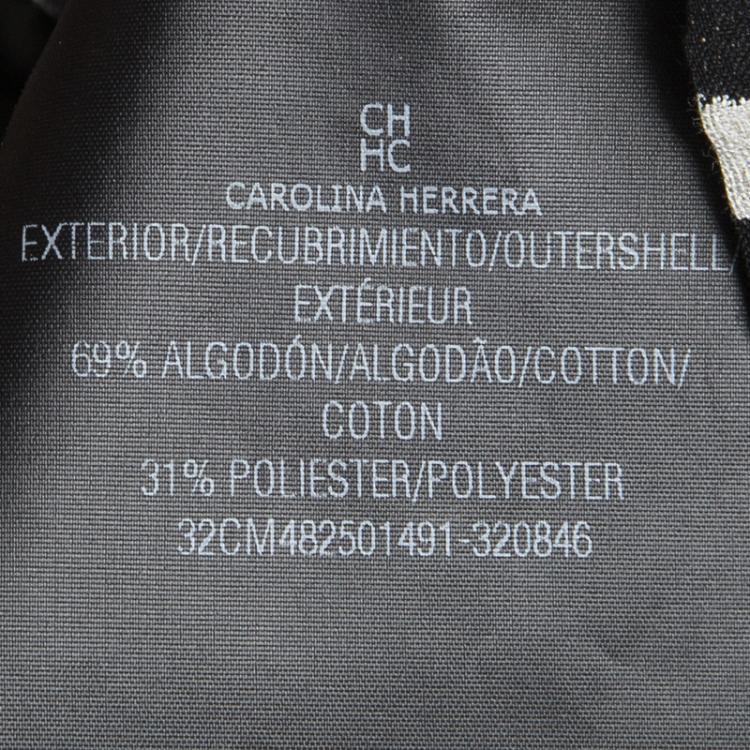 CH
HC
CAROLINA HERRERA
EXTERIOR/RECUBRIMIENTO/OUTERSHELL/
EXTÉRIEUR
69% ALGODÓN/ALGODÃO/COTTON/
COTON
31% POLIESTER/POLYESTER
32CM482501491-320846